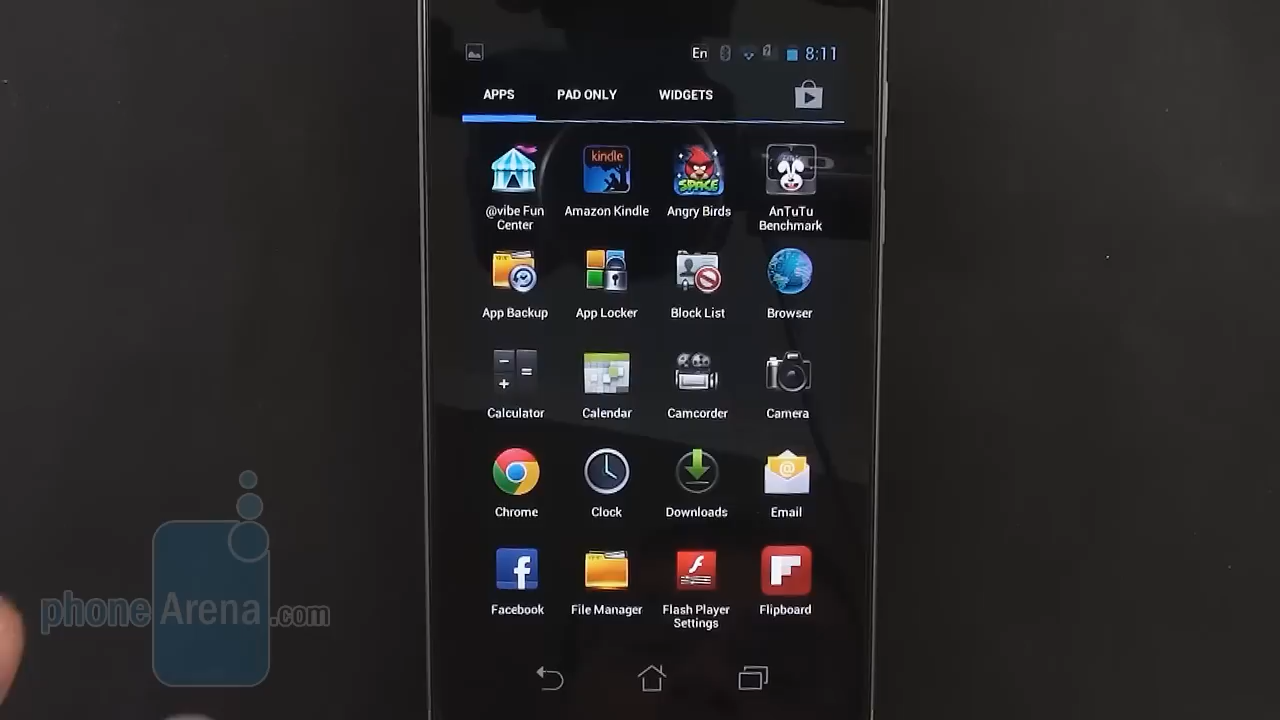 En 8:11
APPS PAD ONLY WIDGETS
kindle
SPACE
@vibe Fun Center
Amazon Kindle
Angry Birds
AnTuTu Benchmark
App Backup
App Locker
Block List
Browser
Calculator
Calendar
Camcorder
Camera
Chrome
Clock
Downloads
Email
Facebook
File Manager
Flash Player Settings
Flipboard
phoneArena.com